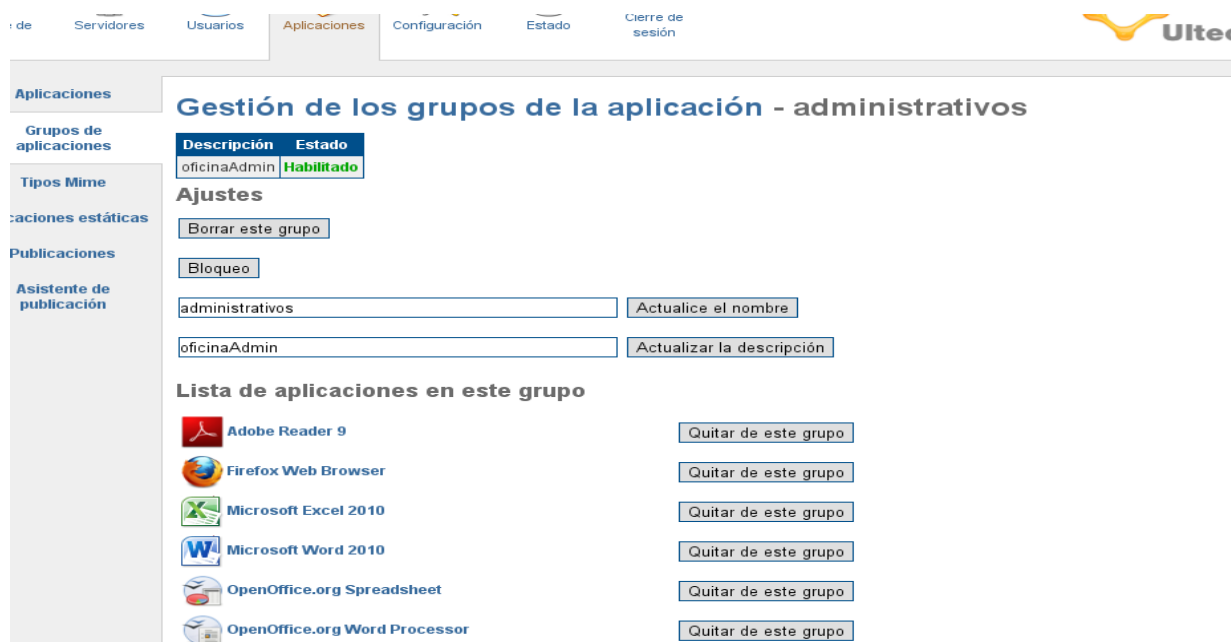 de Servidores Usuarios Aplicaciones Configuración Estado Cierre de sesión
Ulteo
Aplicaciones
Grupos de
aplicaciones
Tipos Mime
caciones estáticas
Publicaciones
Asistente de
publicación
Gestión de los grupos de la aplicación - administrativos
Descripción Estado
oficinaAdmin Habilitado
Ajustes
Borrar este grupo
Bloqueo
administrativos Actualice el nombre
oficinaAdmin Actualizar la descripción
Lista de aplicaciones en este grupo
Adobe Reader 9 Quitar de este grupo
Firefox Web Browser Quitar de este grupo
Microsoft Excel 2010 Quitar de este grupo
Microsoft Word 2010 Quitar de este grupo
OpenOffice.org Spreadsheet Quitar de este grupo
OpenOffice.org Word Processor Quitar de este grupo